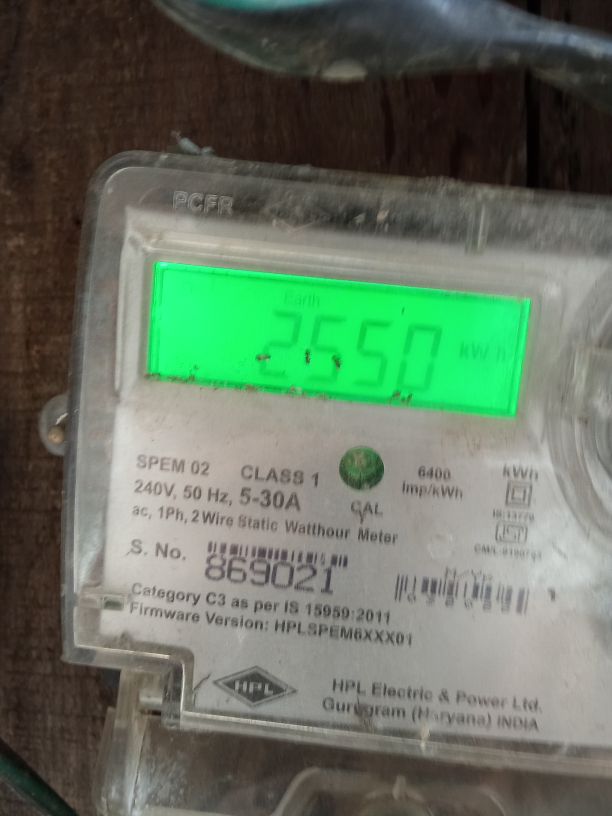 PCFR
Earth
2550 kWh
SPEM 02 CLASS 1
240V, 50 Hz, 5-30A
CAL
6400
imp/kWh
kWh
ac, 1Ph, 2 Wire Static Watthour Meter
S. No.
869021
Category C3 as per IS 15959:2011
Firmware Version: HPLSPEM6XXX01
HPL
HPL Electric & Power Ltd.
Gurugram (Haryana) INDIA